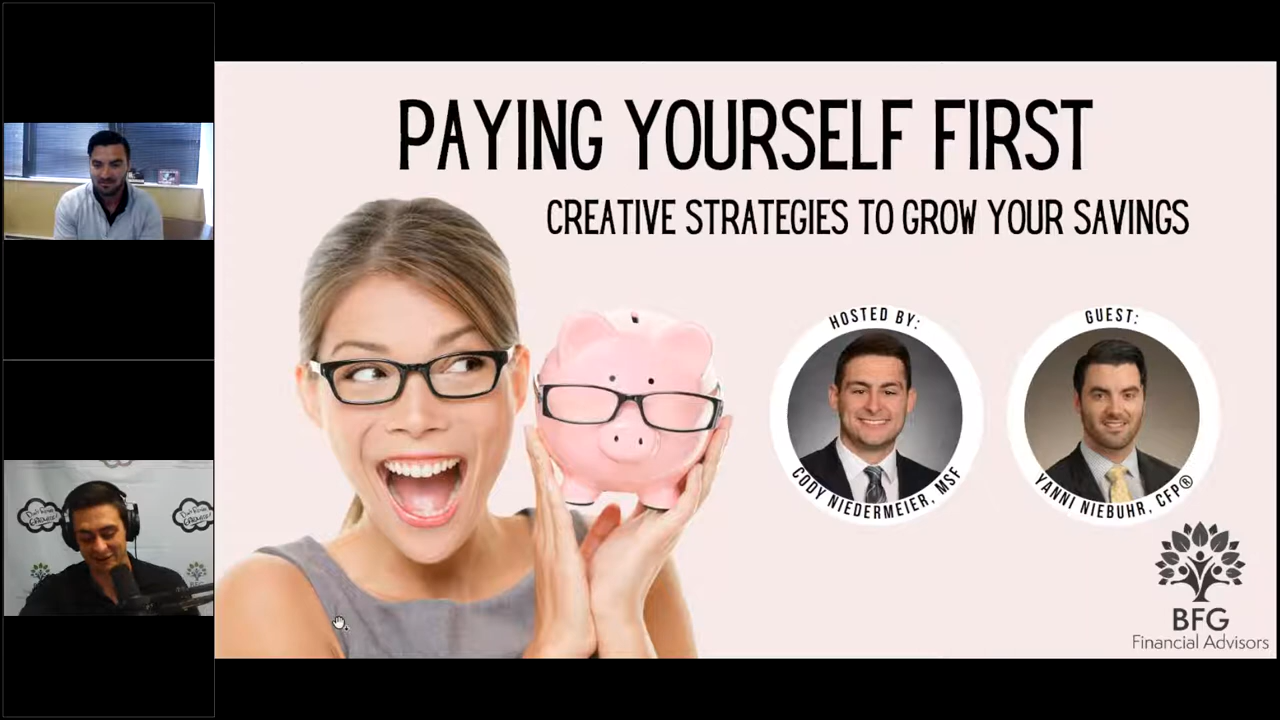 PAYING YOURSELF FIRST
CREATIVE STRATEGIES TO GROW YOUR SAVINGS
HOSTED BY:
CODY NIEDERMEIER, MSF
GUEST:
YANNI NIEBUHR, CFP®
BFG
Financial Advisors